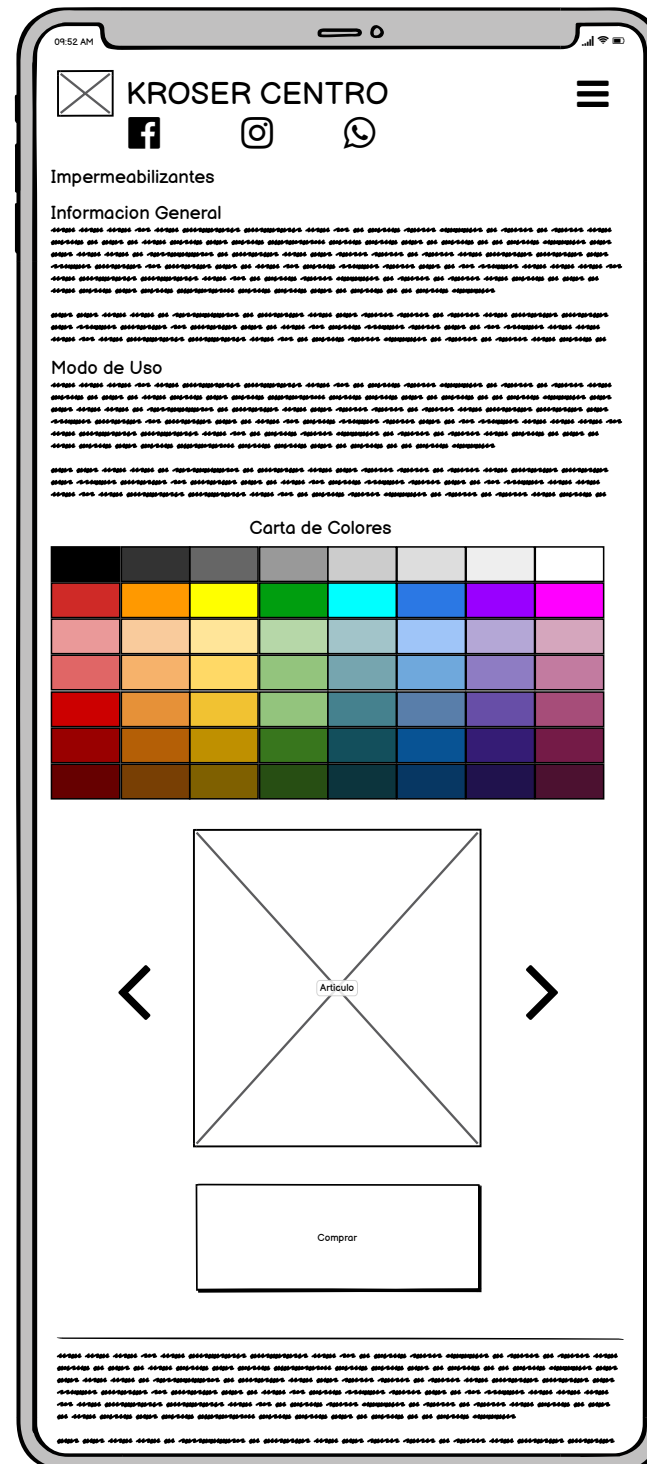 09:52 AM
KROSER CENTRO
Impermeabilizantes
Informacion General
Modo de Uso
Carta de Colores
Articulo
Comprar